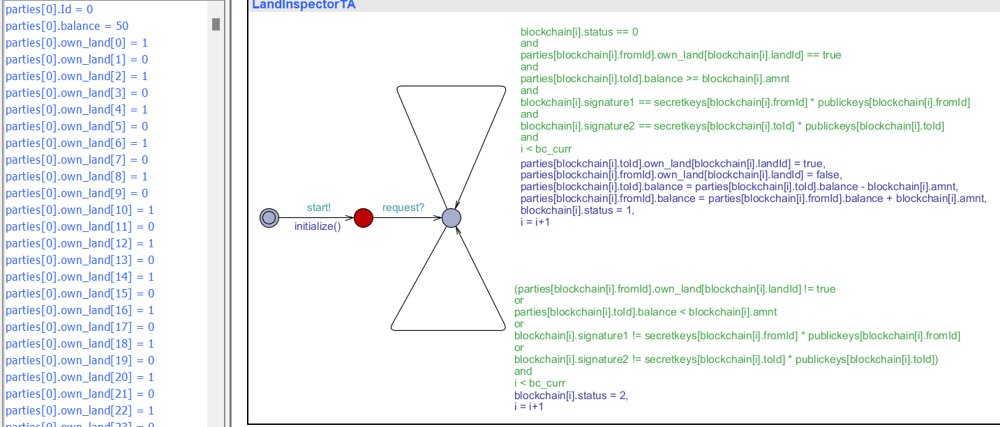 parties[0].Id = 0
parties[0].balance = 50
parties[0].own_land[0] = 1
parties[0].own_land[1] = 0
parties[0].own_land[2] = 1
parties[0].own_land[3] = 0
parties[0].own_land[4] = 1
parties[0].own_land[5] = 0
parties[0].own_land[6] = 1
parties[0].own_land[7] = 0
parties[0].own_land[8] = 1
parties[0].own_land[9] = 0
parties[0].own_land[10] = 1
parties[0].own_land[11] = 0
parties[0].own_land[12] = 1
parties[0].own_land[13] = 0
parties[0].own_land[14] = 1
parties[0].own_land[15] = 0
parties[0].own_land[16] = 1
parties[0].own_land[17] = 0
parties[0].own_land[18] = 1
parties[0].own_land[19] = 0
parties[0].own_land[20] = 1
parties[0].own_land[21] = 0
parties[0].own_land[22] = 1
parties[0].own_land[23] = 0
LandInspectorTA
start!
initialize()
request?
blockchain[i].status == 0
and
parties[blockchain[i].fromId].own_land[blockchain[i].landId] == true
and
parties[blockchain[i].toId].balance >= blockchain[i].amnt
and
blockchain[i].signature1 == secretkeys[blockchain[i].fromId] * publickeys[blockchain[i].fromId]
and
blockchain[i].signature2 == secretkeys[blockchain[i].toId] * publickeys[blockchain[i].toId]
and
i < bc_curr
parties[blockchain[i].toId].own_land[blockchain[i].landId] = true,
parties[blockchain[i].fromId].own_land[blockchain[i].landId] = false,
parties[blockchain[i].toId].balance = parties[blockchain[i].toId].balance - blockchain[i].amnt,
parties[blockchain[i].fromId].balance = parties[blockchain[i].fromId].balance + blockchain[i].amnt,
blockchain[i].status = 1,
i = i+1
(parties[blockchain[i].fromId].own_land[blockchain[i].landId] != true
or
parties[blockchain[i].toId].balance < blockchain[i].amnt
or
blockchain[i].signature1 != secretkeys[blockchain[i].fromId] * publickeys[blockchain[i].fromId]
or
blockchain[i].signature2 != secretkeys[blockchain[i].toId] * publickeys[blockchain[i].toId])
and
i < bc_curr
blockchain[i].status = 2,
i = i+1